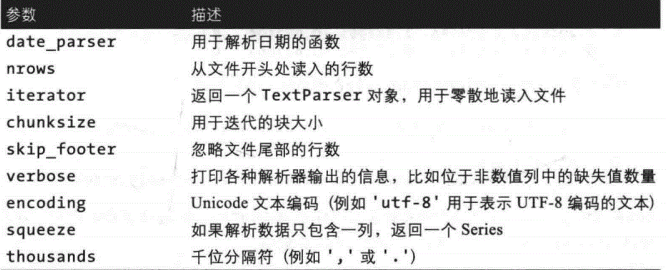 参数 描述
date_parser 用于解析日期的函数
nrows 从文件开头处读入的行数
iterator 返回一个 TextParser 对象，用于零散地读入文件
chunksize 用于迭代的块大小
skip_footer 忽略文件尾部的行数
verbose 打印各种解析器输出的信息，比如位于非数值列中的缺失值数量
encoding Unicode 文本编码 (例如 'utf-8' 用于表示 UTF-8 编码的文本)
squeeze 如果解析数据只包含一列，返回一个 Series
thousands 千位分隔符 (例如 ',' 或 '.')